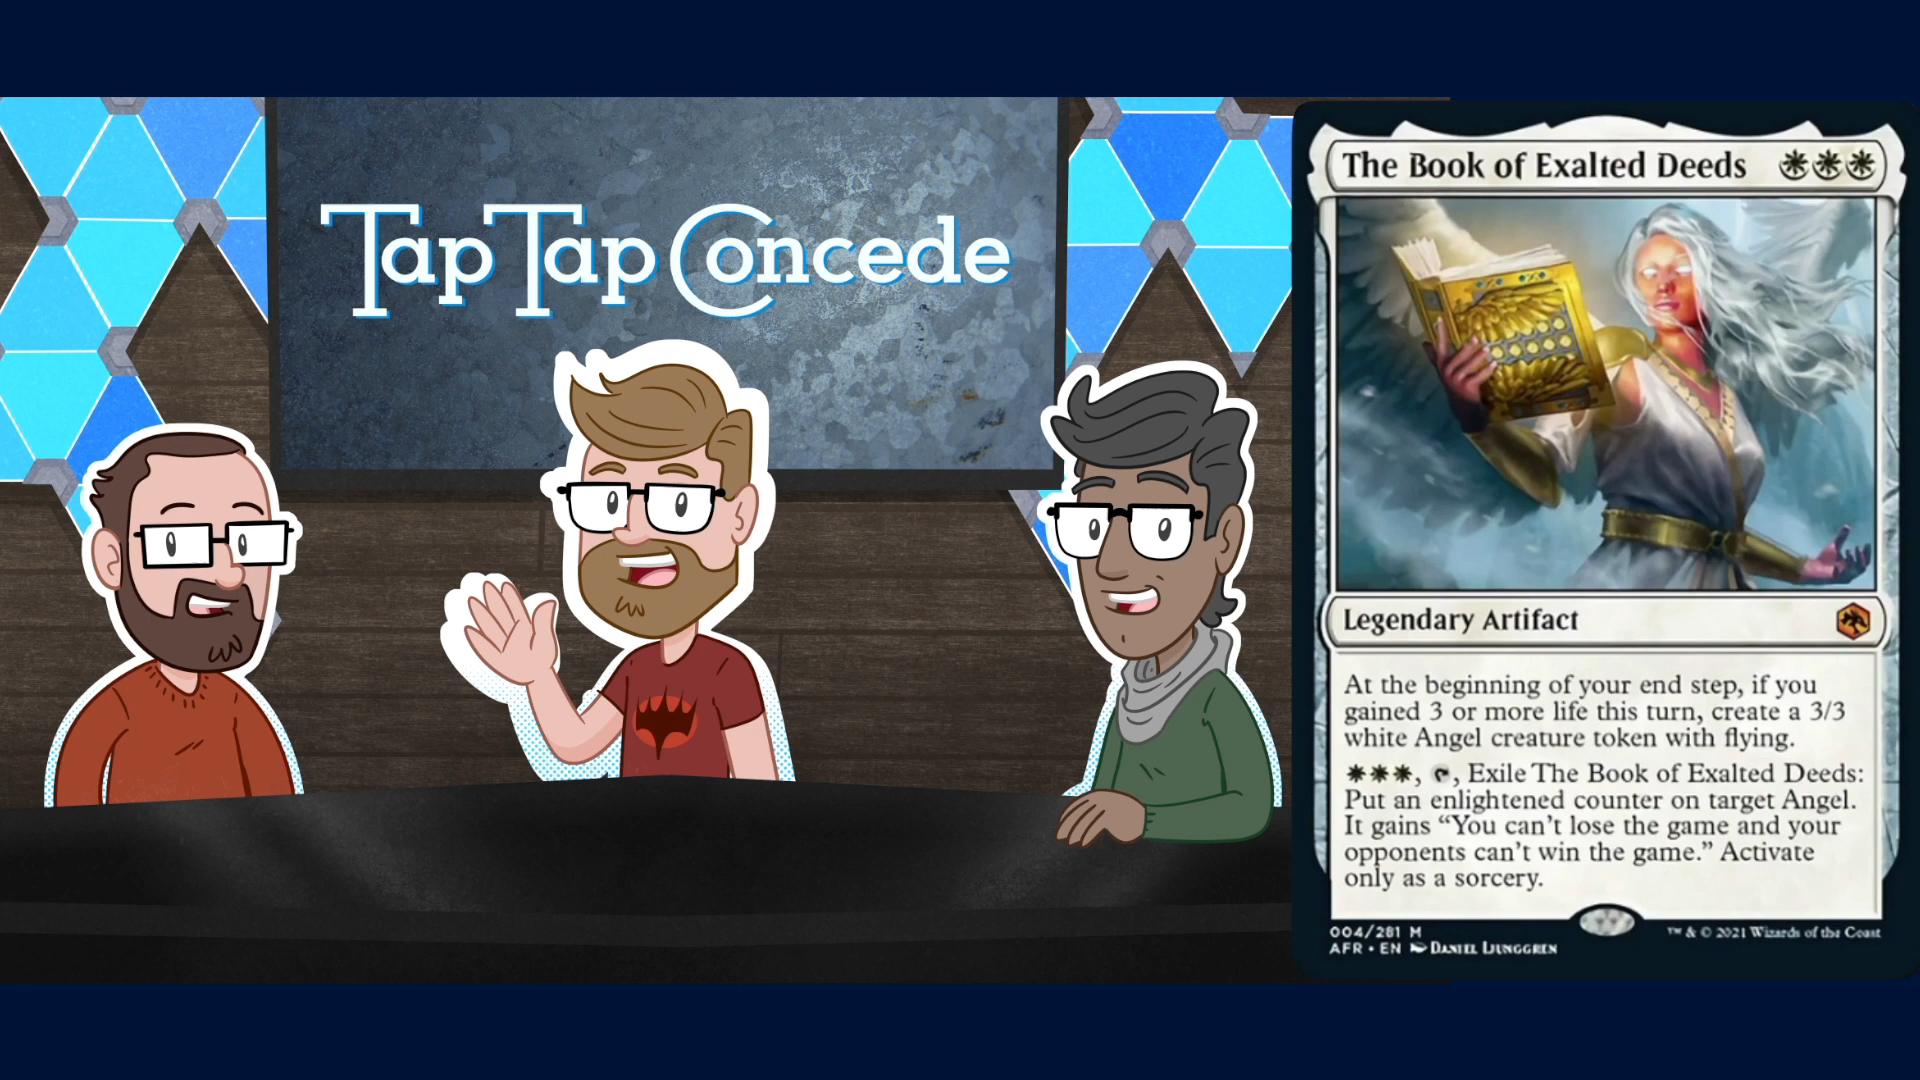 Tap Tap Concede
The Book of Exalted Deeds
Legendary Artifact
At the beginning of your end step, if you
gained 3 or more life this turn, create a 3/3
white Angel creature token with flying.
, , Exile The Book of Exalted Deeds:
Put an enlightened counter on target Angel.
It gains “You can’t lose the game and your
opponents can’t win the game.” Activate
only as a sorcery.
004/281 M
™ & © 2021 Wizards of the Coast
AFR • EN Daniel Ljunggren